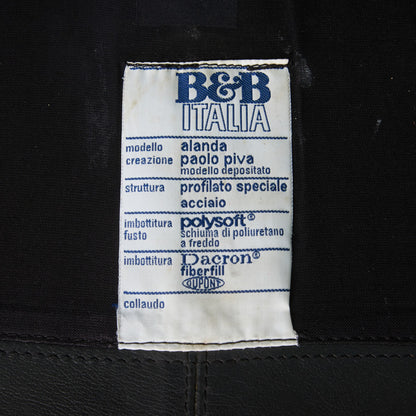 B&B
ITALIA
modello alanda
creazione paolo piva
modello depositato
struttura profilato speciale
acciaio
imbottitura polysoft®
fusto schiuma di poliuretano
a freddo
imbottitura Dacron®
fiberfill
DUPONT
collaudo